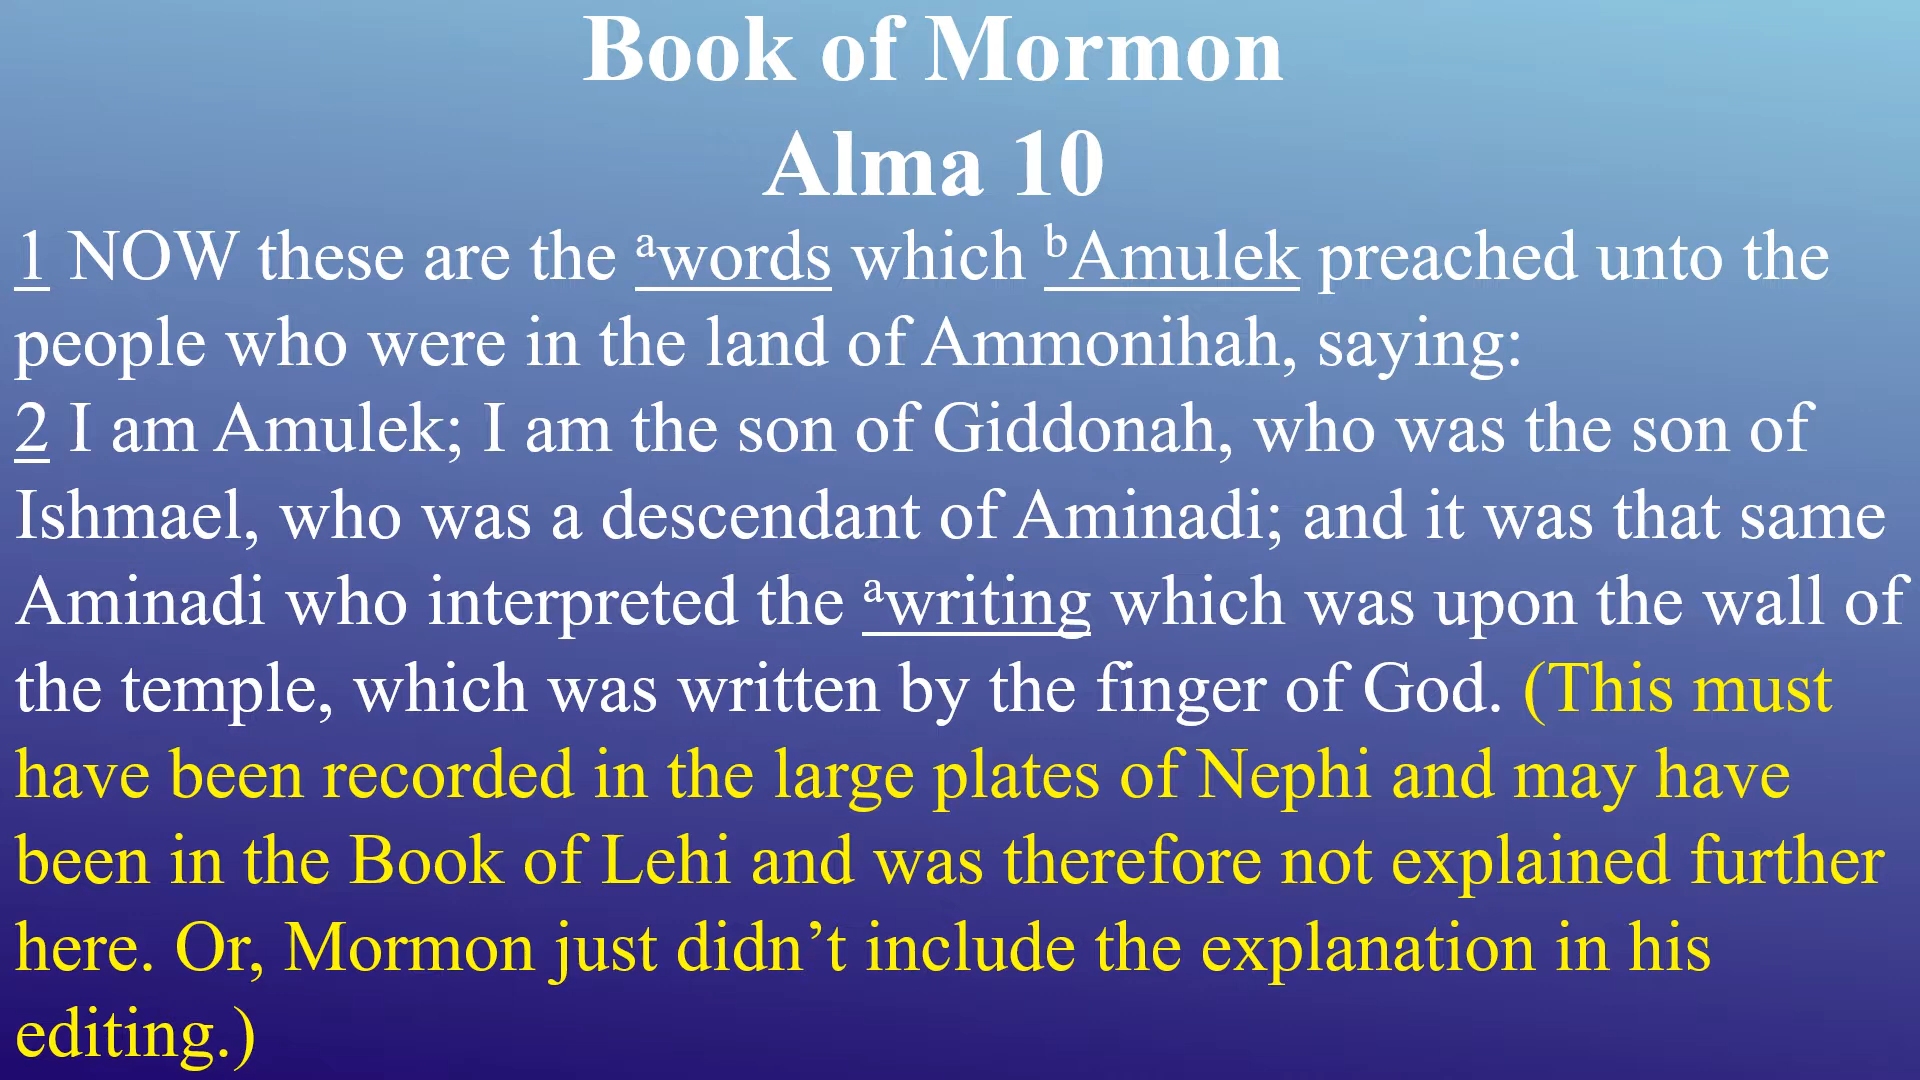 Book of Mormon
Alma 10
1 NOW these are the ᵃwords which ᵇAmulek preached unto the
people who were in the land of Ammonihah, saying:
2 I am Amulek; I am the son of Giddonah, who was the son of
Ishmael, who was a descendant of Aminadi; and it was that same
Aminadi who interpreted the ᵃwriting which was upon the wall of
the temple, which was written by the finger of God. (This must
have been recorded in the large plates of Nephi and may have
been in the Book of Lehi and was therefore not explained further
here. Or, Mormon just didn’t include the explanation in his
editing.)